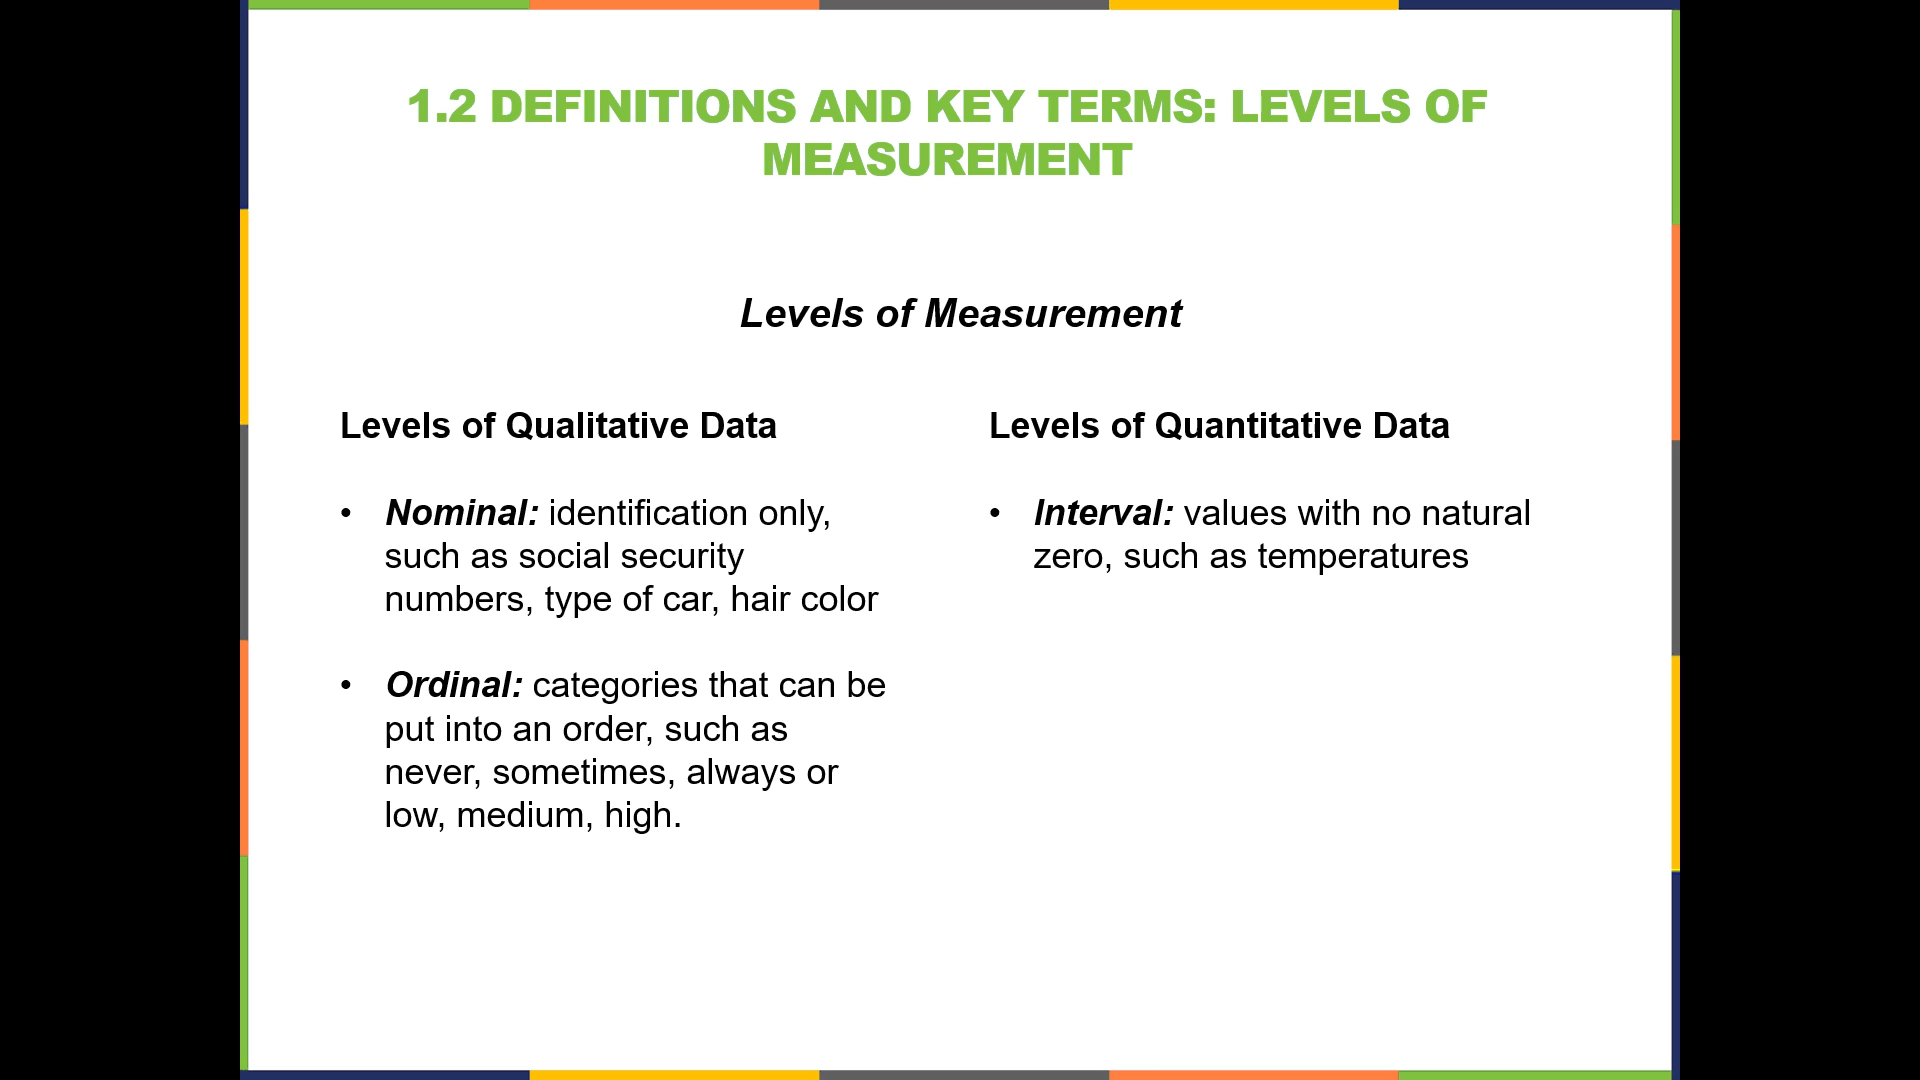 1.2 DEFINITIONS AND KEY TERMS: LEVELS OF
MEASUREMENT
Levels of Measurement
Levels of Qualitative Data
• Nominal: identification only,
such as social security
numbers, type of car, hair color
• Ordinal: categories that can be
put into an order, such as
never, sometimes, always or
low, medium, high.
Levels of Quantitative Data
• Interval: values with no natural
zero, such as temperatures